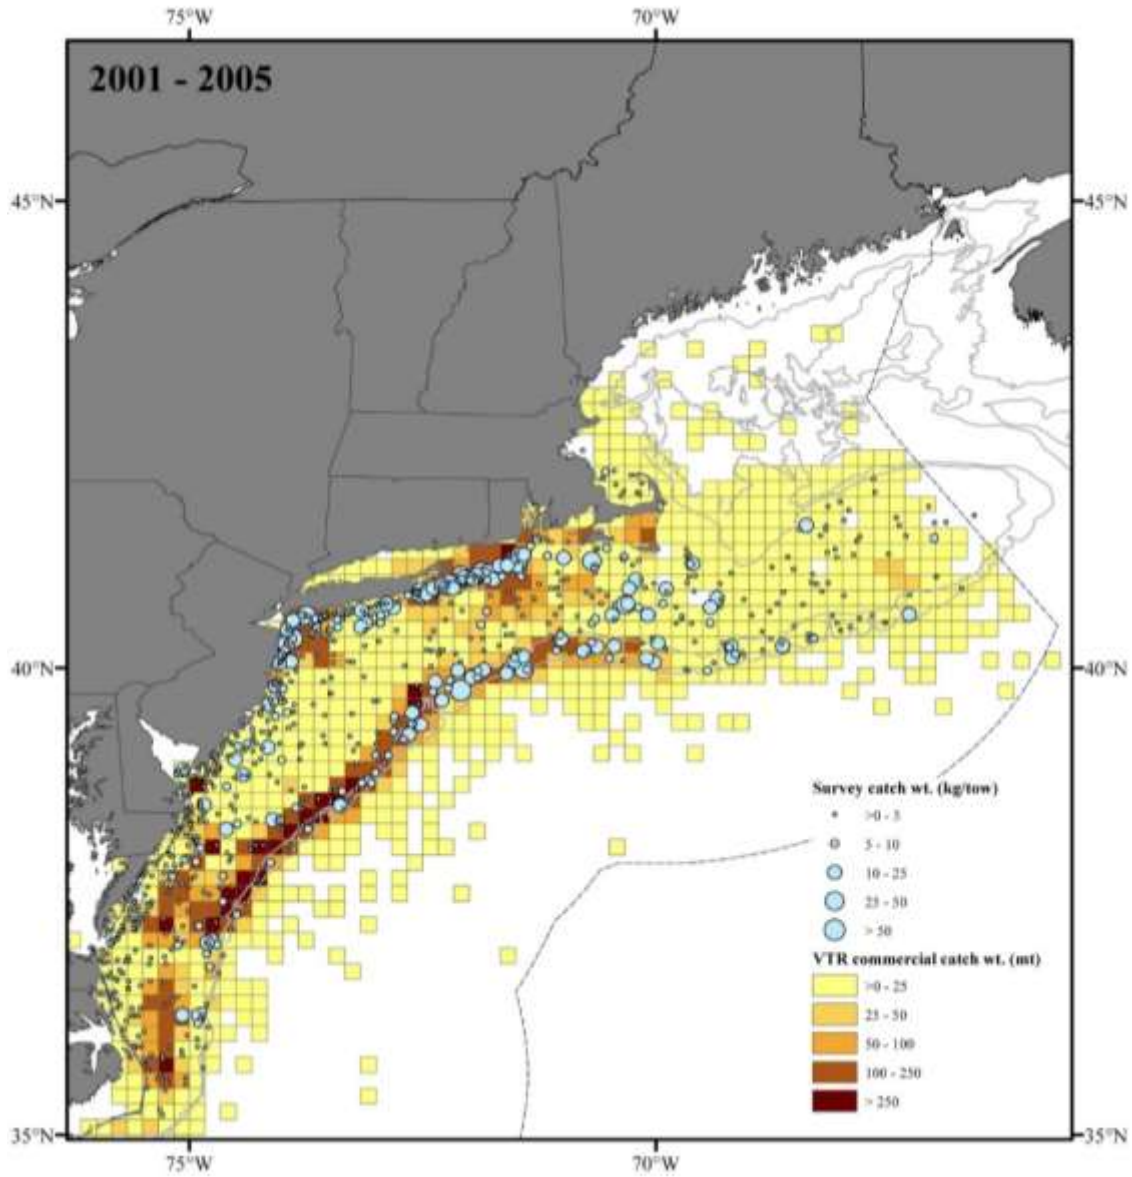 75°W 70°W
2001 - 2005
45°N 45°N
40°N 40°N
Survey catch wt. (kg/tow)
>0 - 5
5 - 10
10 - 25
25 - 50
> 50
VTR commercial catch wt. (mt)
>0 - 25
25 - 50
50 - 100
100 - 250
> 250
35°N 35°N
75°W 70°W